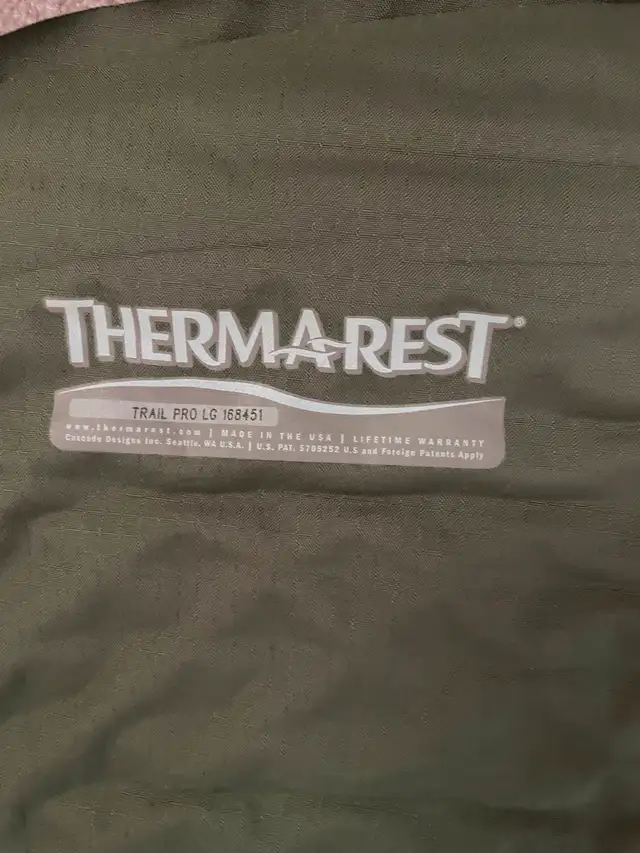 THERMAREST®
TRAIL PRO LG 168451
www.thermarest.com | MADE IN THE USA | LIFETIME WARRANTY
Cascade Designs Inc. Seattle, WA U.S.A. | U.S. PAT. 5705252 U.S and Foreign Patents Apply